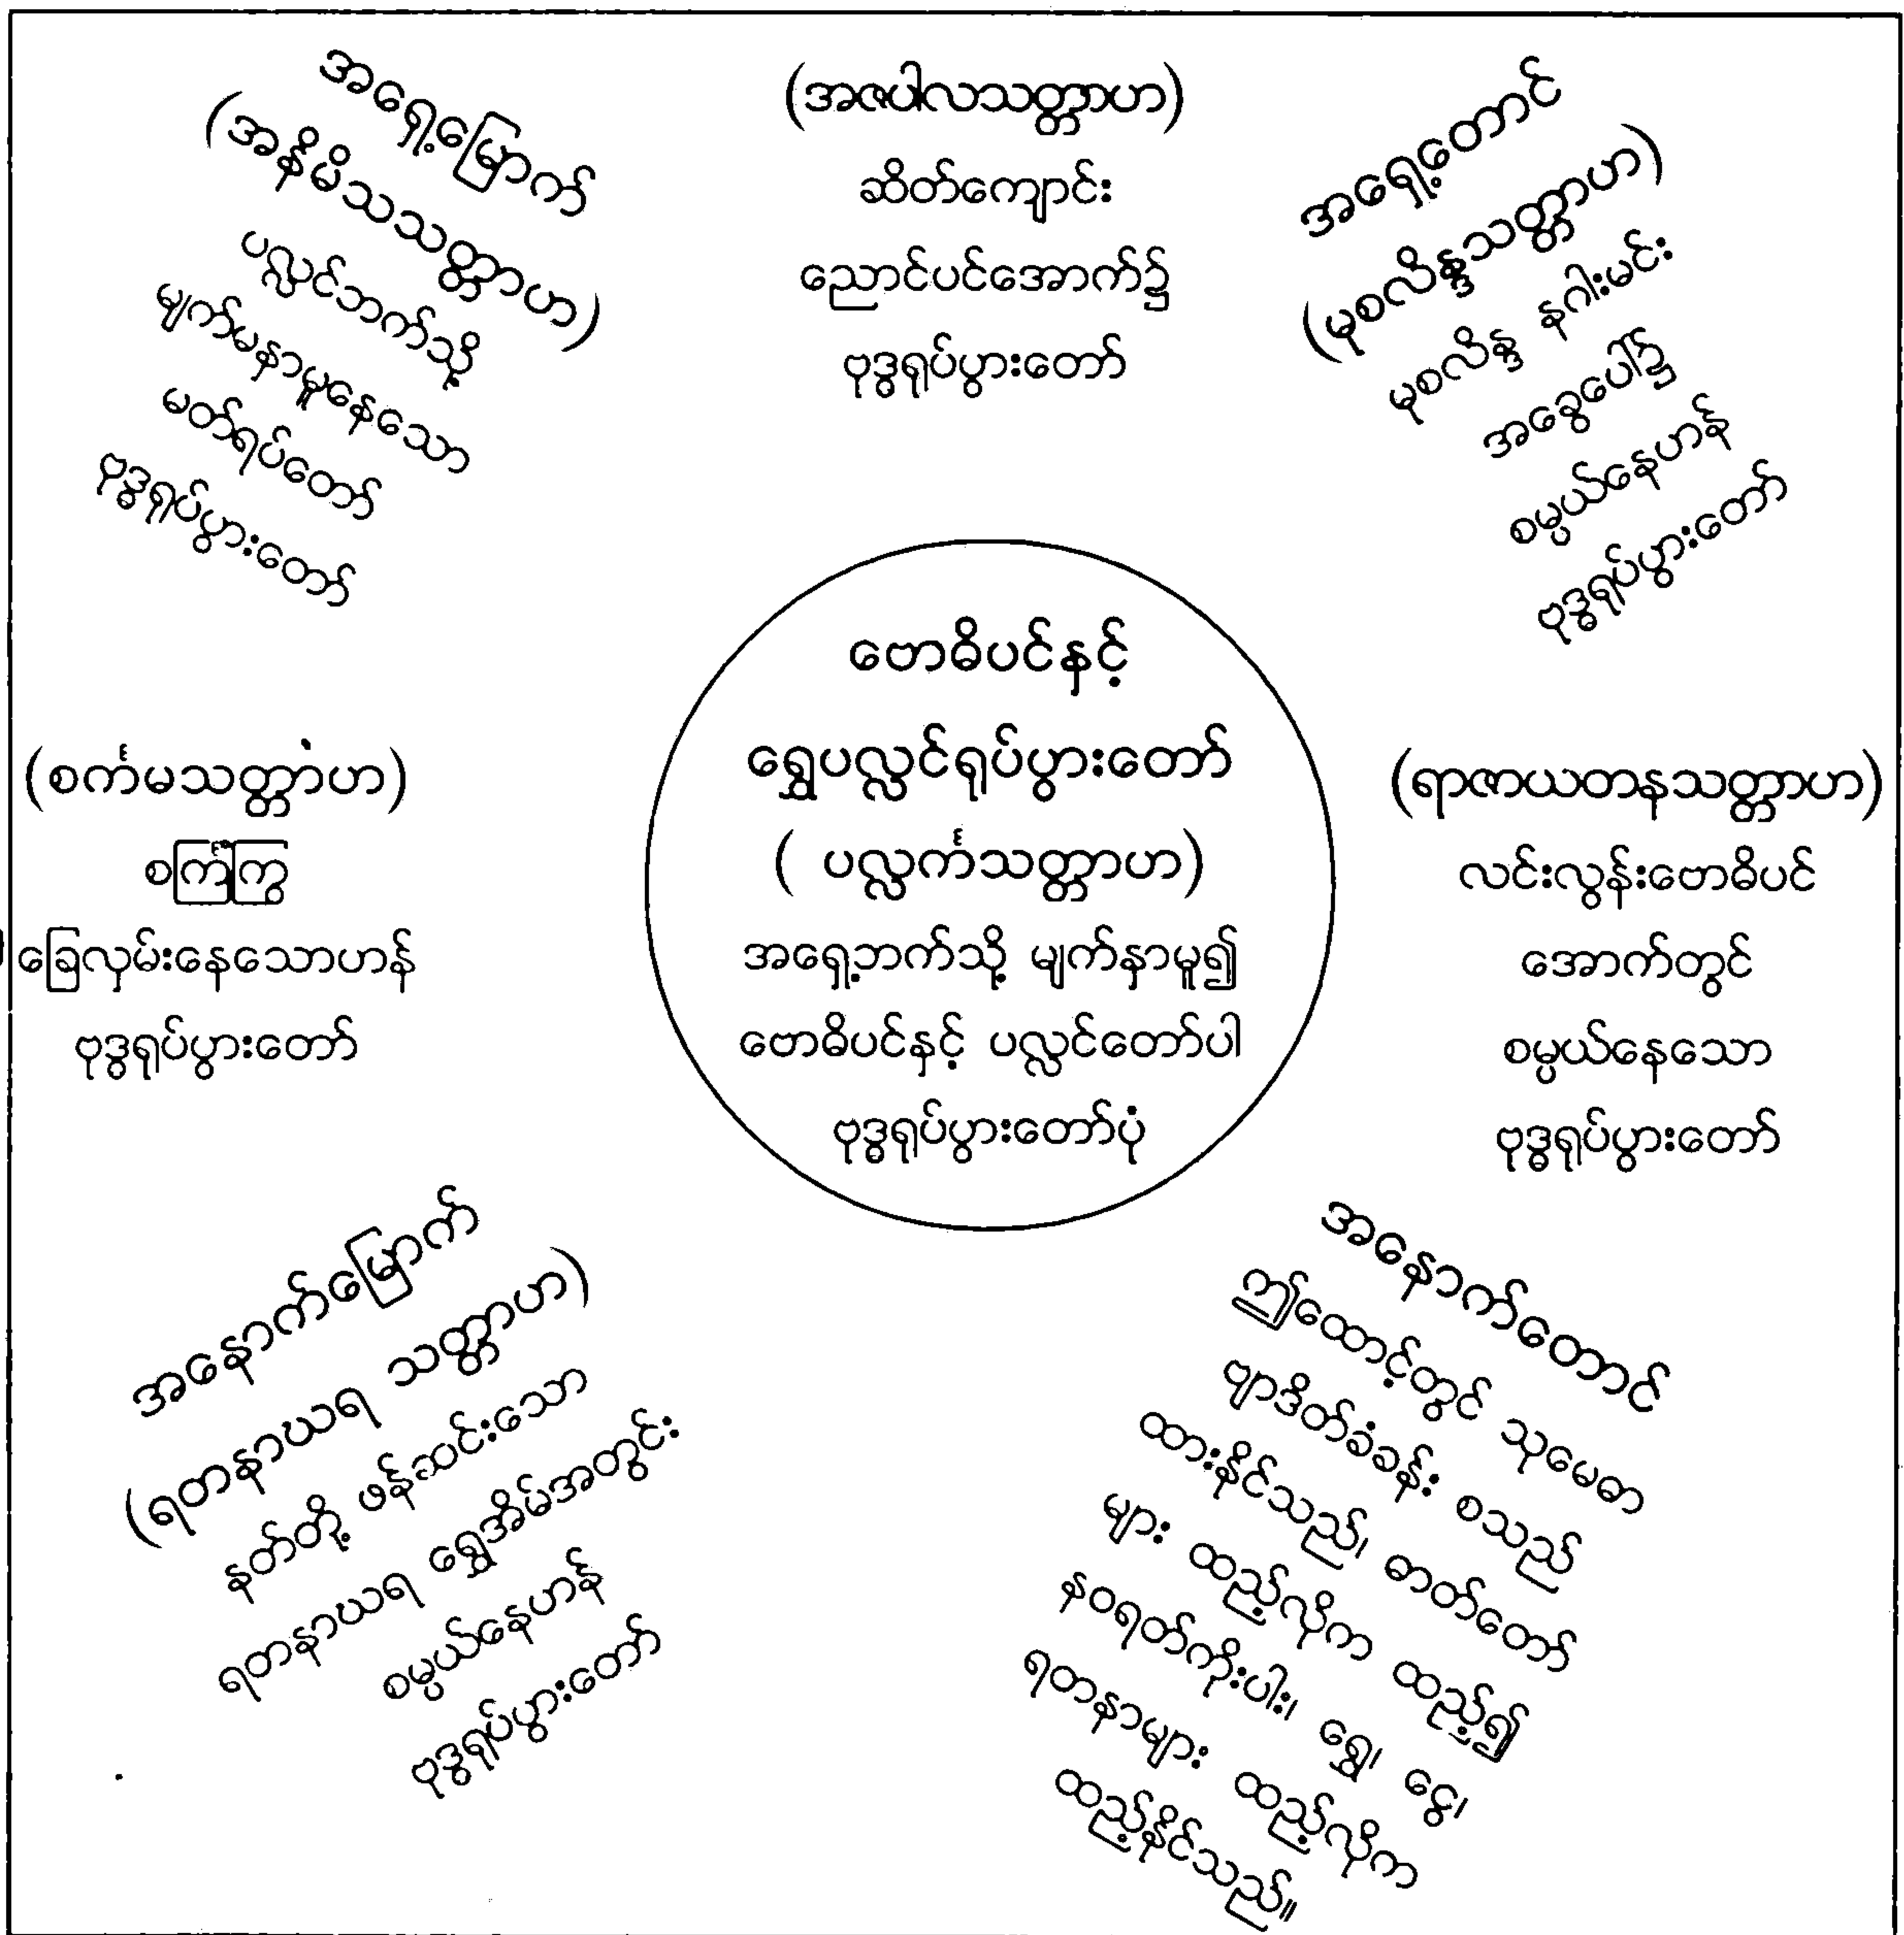 အရှေ့မြောက်
(အနိမိသသတ္တာဟ)
ပလ္လင်ဘက်သို့
မျက်မနှာမူနေသော
မတ်ရပ်တော်
ဗုဒ္ဓရုပ်ပွားတော်
(အဇပါလသတ္တာဟ)
ဆိတ်ကျောင်း
ညောင်ပင်အောက်၌
ဗုဒ္ဓရုပ်ပွားတော်
အရှေ့တောင်
(မုစလိန္ဒသတ္တာဟ)
မုစလိန္ဒ နဂါးမင်း
အခွေပေါ်၌
စမ္ပယ်နေဟန်
ဗုဒ္ဓရုပ်ပွားတော်
(စင်္ကမသတ္တာဟ)
စင်္ကြံကြွ
ခြေလှမ်းနေသောဟန်
ဗုဒ္ဓရုပ်ပွားတော်
ဗောဓိပင်နှင့်
ရွှေပလ္လင်ရုပ်ပွားတော်
( ပလ္လင်္ကသတ္တာဟ)
အရှေ့ဘက်သို့ မျက်နှာမူ၍
ဗောဓိပင်နှင့် ပလ္လင်တော်ပါ
ဗုဒ္ဓရုပ်ပွားတော်ပုံ
(ရာဇာယတနသတ္တာဟ)
လင်းလွန်းဗောဓိပင်
အောက်တွင်
စမ္ပယ်နေသော
ဗုဒ္ဓရုပ်ပွားတော်
အနောက်မြောက်
(ရတနာဃရ သတ္တာဟ)
နတ်တို့ ဖန်ဆင်းသော
ရတနာဃရ ရွှေအိမ်အတွင်း
စမ္ပယ်နေဟန်
ဗုဒ္ဓရုပ်ပွားတော်
အနောက်တောင်
ဤထောင့်တွင် သုမေဓာ
ဗျာဒိတ်ခံခန်း စသည်
ထားနိုင်သည်၊ ဓာတ်တော်
များ ထည့်လိုက ထည့်၍
နဝရတ်ကိုးပါး၊ ရွှေ၊ ငွေ၊
ရတနာများ ထည့်လိုက
ထည့်နိုင်သည်။